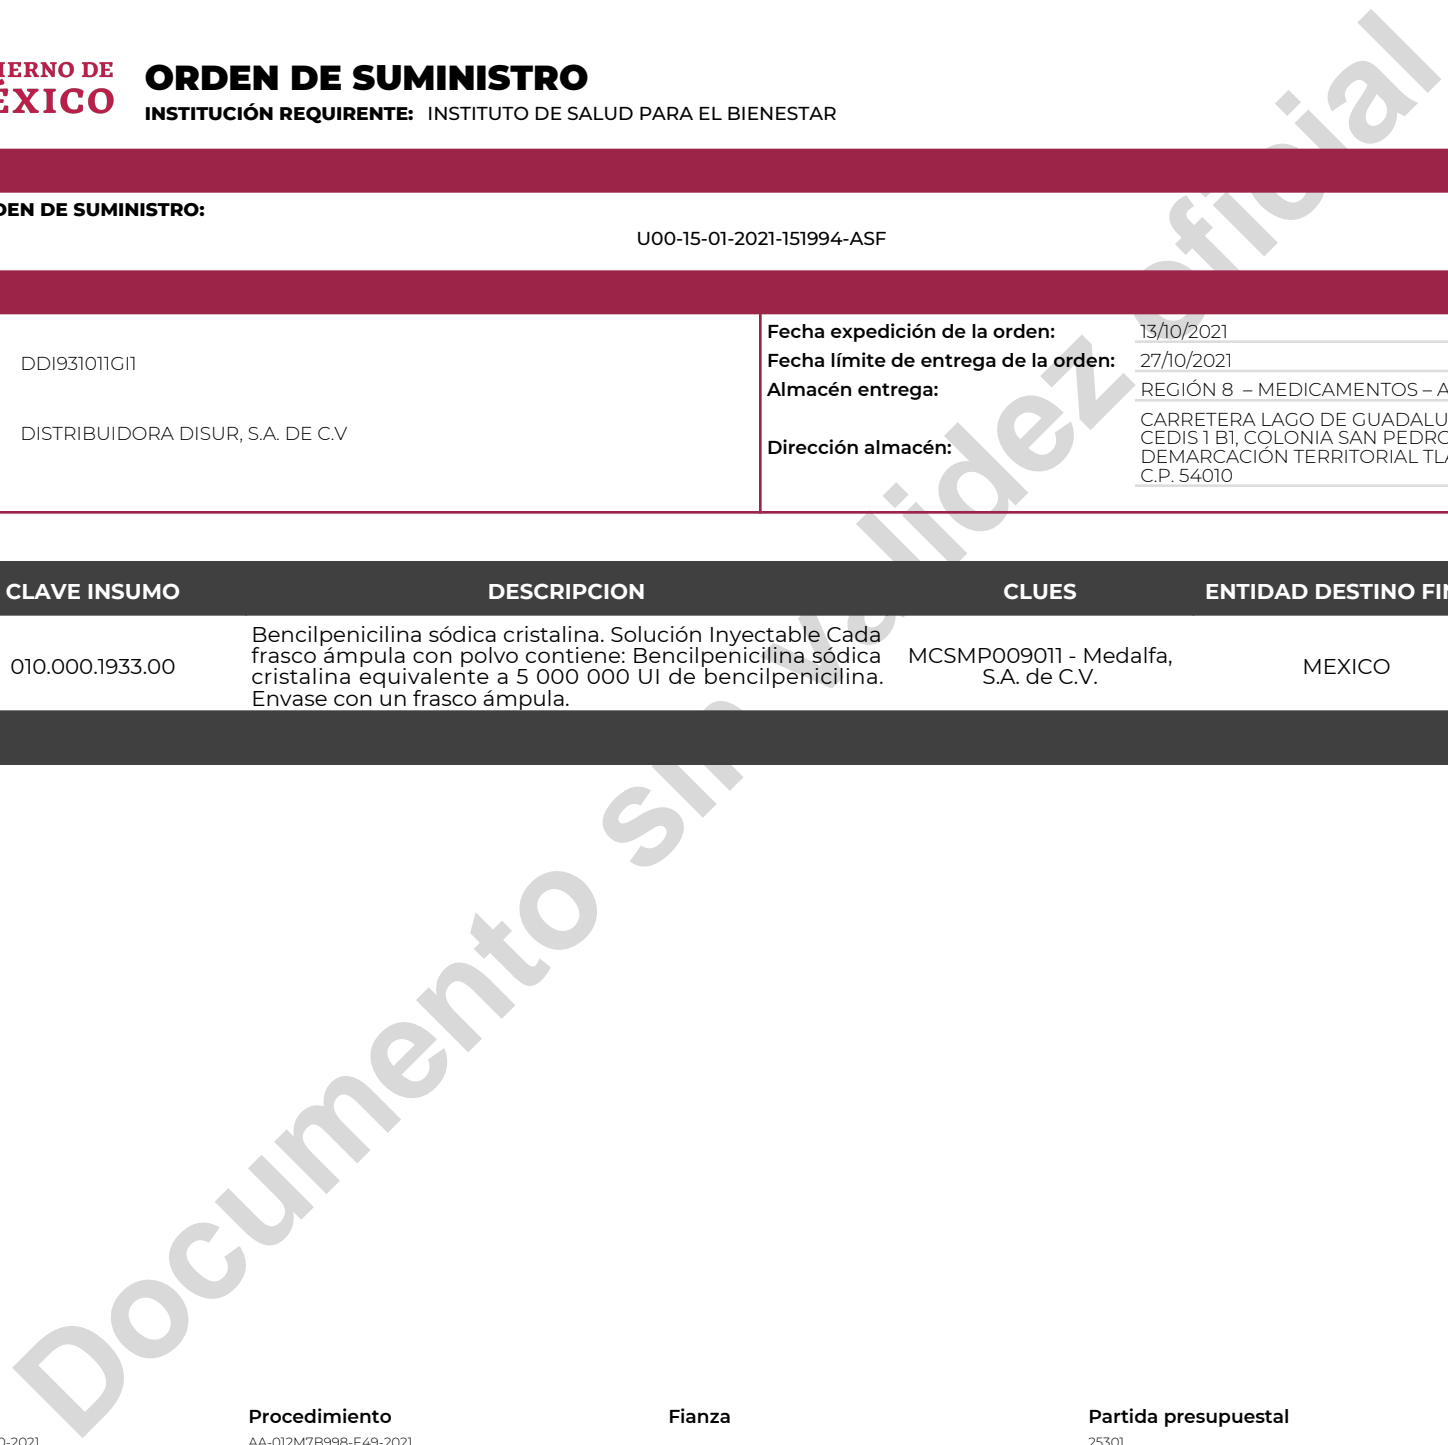 ORDEN DE SUMINISTRO
INSTITUCIÓN REQUIRENTE: INSTITUTO DE SALUD PARA EL BIENESTAR
DE
MÉXICO
DE SUMINISTRO:
U00-15-01-2021-151994-ASF
DDI931011GI1
DISTRIBUIDORA DISUR, S.A. DE C.V
Fecha expedición de la orden: 13/10/2021
Fecha límite de entrega de la orden: 27/10/2021
Almacén entrega: REGIÓN 8 – MEDICAMENTOS –
Dirección almacén: CARRETERA LAGO DE
CEDIS 1 B1, COLONIA SAN PEDRO
DEMARCACIÓN TERRITORIAL
C.P. 54010
CLAVE INSUMO DESCRIPCION CLUES ENTIDAD DESTINO
010.000.1933.00
Bencilpenicilina sódica cristalina. Solución Inyectable Cada
frasco ámpula con polvo contiene: Bencilpenicilina sódica
cristalina equivalente a 5 000 000 UI de bencilpenicilina.
Envase con un frasco ámpula.
MCSMP009011 - Medalfa,
S.A. de C.V.
MEXICO
Documento sin validez oficial
Procedimiento Fianza Partida presupuestal
AA-012M7B998-E49-2021 25301